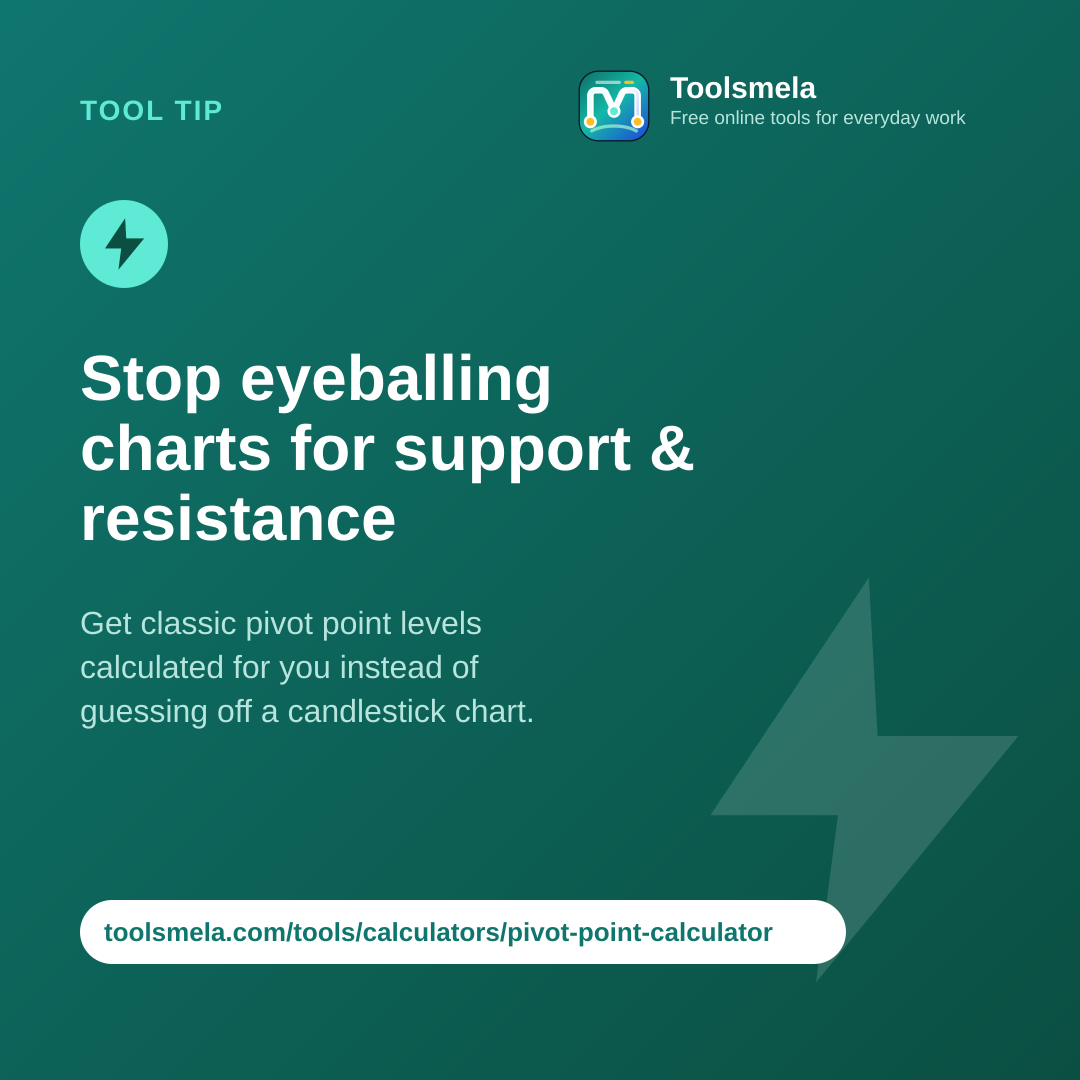 TOOL TIP
Toolsmela
Free online tools for everyday work
Stop eyeballing
charts for support &
resistance
Get classic pivot point levels
calculated for you instead of
guessing off a candlestick chart.
toolsmela.com/tools/calculators/pivot-point-calculator